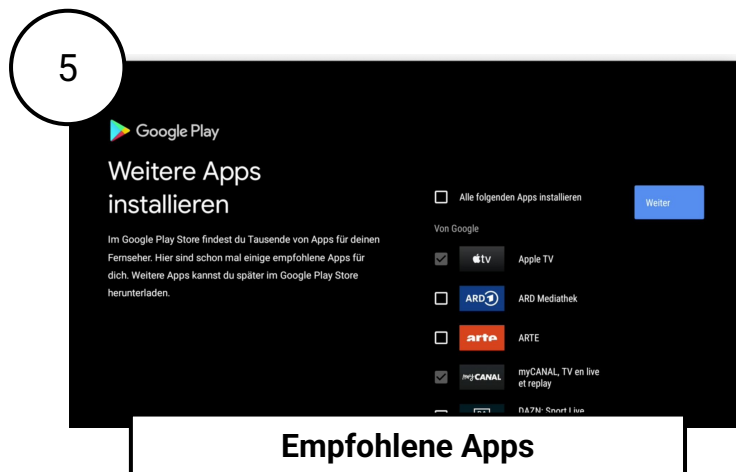 5
Google Play
Weitere Apps
installieren
Im Google Play Store findest du Tausende von Apps für deinen
Fernseher. Hier sind schon mal einige empfohlene Apps für
dich. Weitere Apps kannst du später im Google Play Store
herunterladen.
Alle folgenden Apps installieren
Weiter
Von Google
tv Apple TV
ARD 1 ARD Mediathek
arte ARTE
my CANAL myCANAL, TV en live
et replay
DAZN: Sport Live
Empfohlene Apps